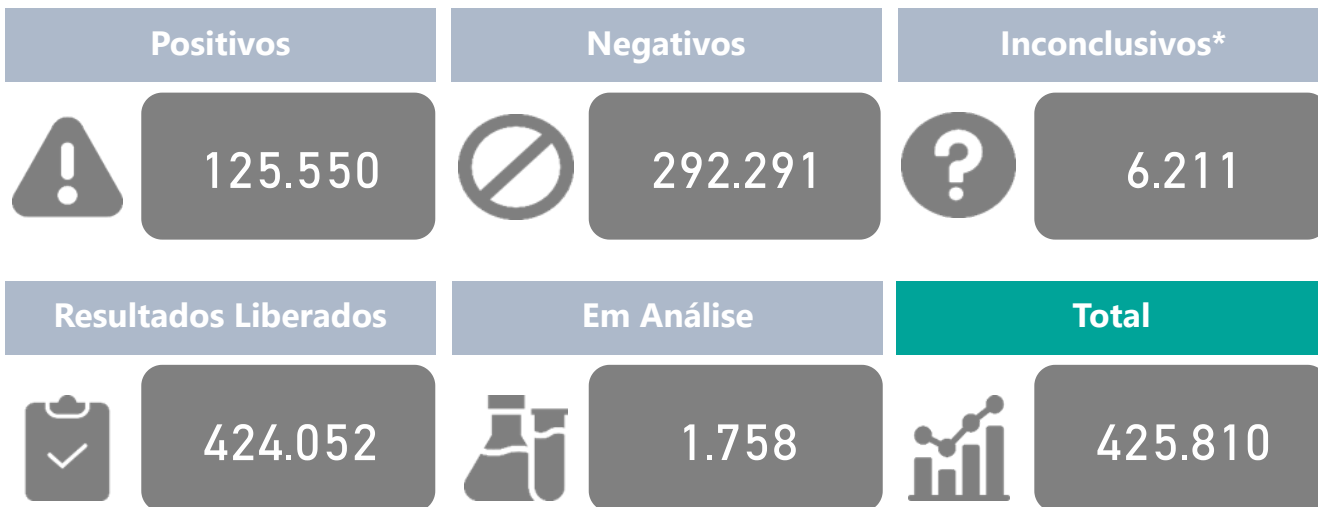 Positivos
Negativos
Inconclusivos*
125.550
292.291
6.211
Resultados Liberados
Em Análise
Total
424.052
1.758
425.810